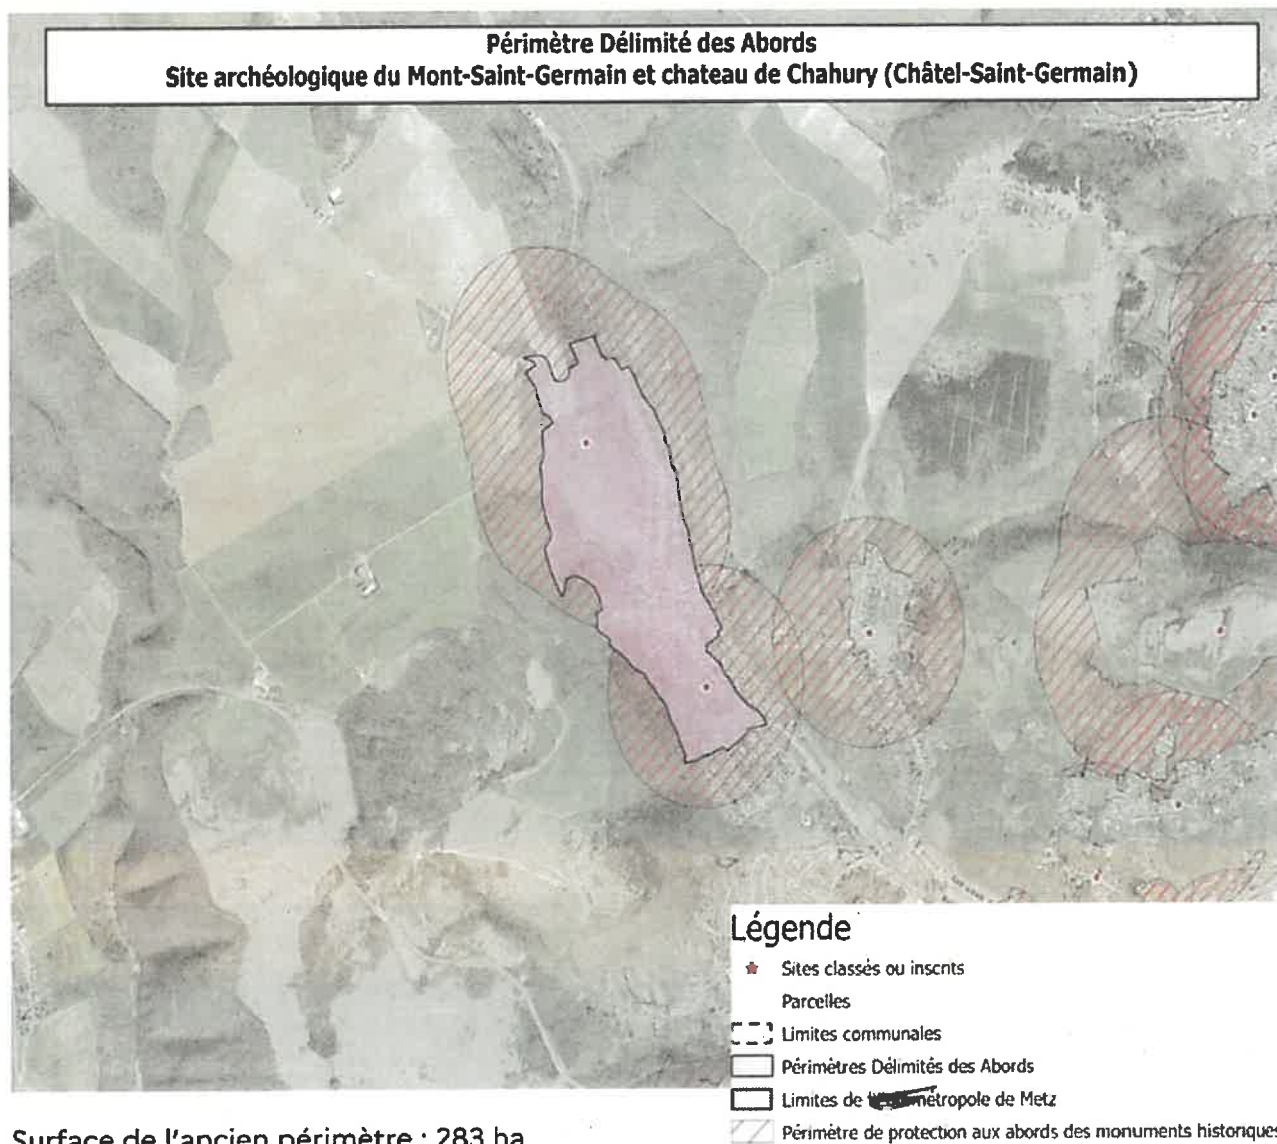 Périmètre Délimité des Abords
Site archéologique du Mont-Saint-Germain et chateau de Chahury (Châtel-Saint-Germain)
Légende
Sites classés ou inscrits
Parcelles
Limites communales
Périmètres Délimités des Abords
Limites de métropole de Metz
Périmètre de protection aux abords des monuments historiques
Surface de l'ancien périmètre : 283 ha